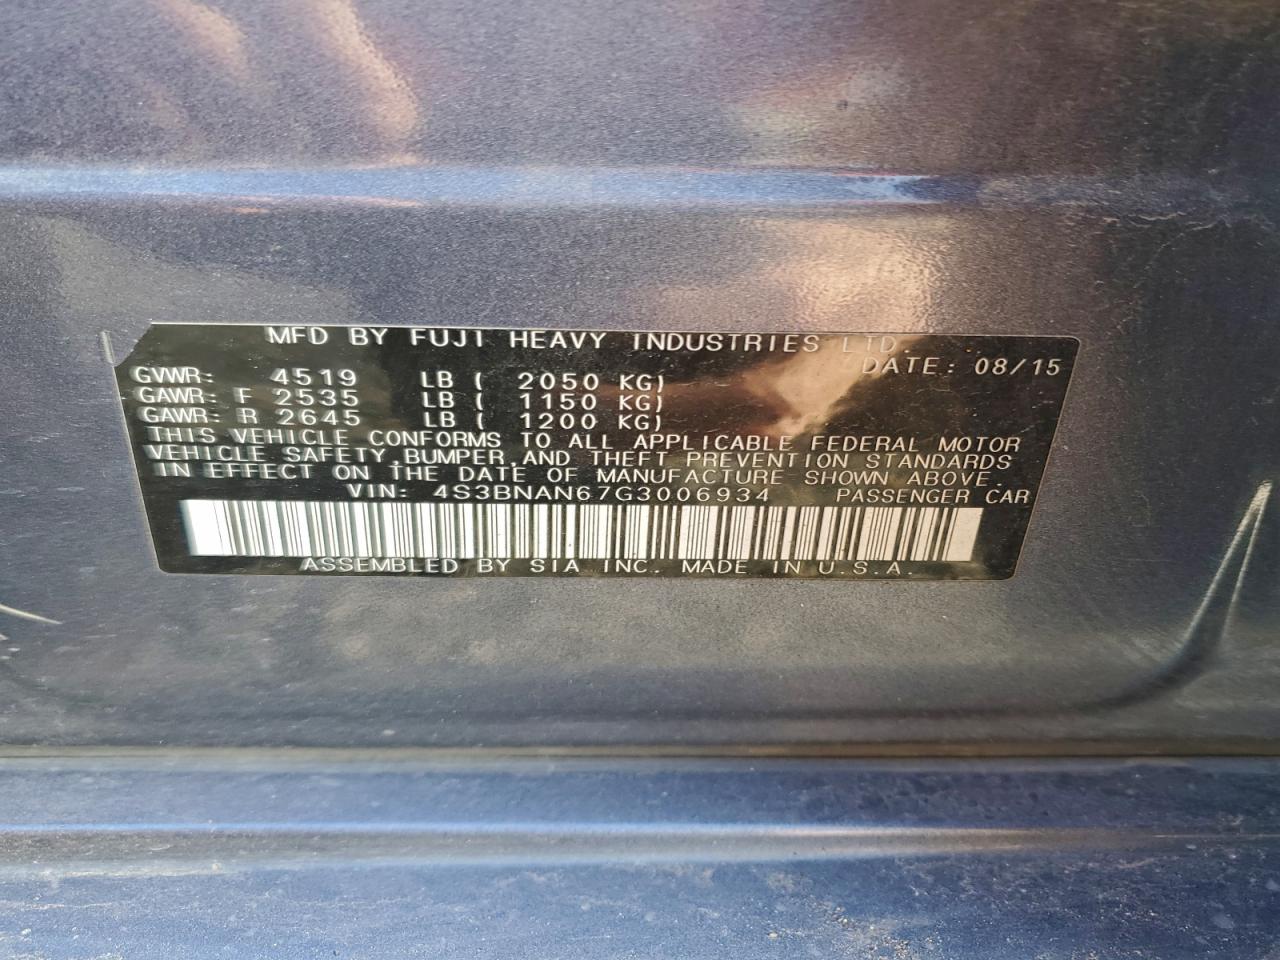 MFD BY FUJI HEAVY INDUSTRIES LTD.
DATE: 08/15
GVWR: 4519 LB ( 2050 KG)
GAWR: F 2535 LB ( 1150 KG)
GAWR: R 2645 LB ( 1200 KG)
THIS VEHICLE CONFORMS TO ALL APPLICABLE FEDERAL MOTOR
VEHICLE SAFETY, BUMPER, AND THEFT PREVENTION STANDARDS
IN EFFECT ON THE DATE OF MANUFACTURE SHOWN ABOVE.
VIN: 4S3BNAN67G3006934 PASSENGER CAR
ASSEMBLED BY SIA INC. MADE IN U.S.A.